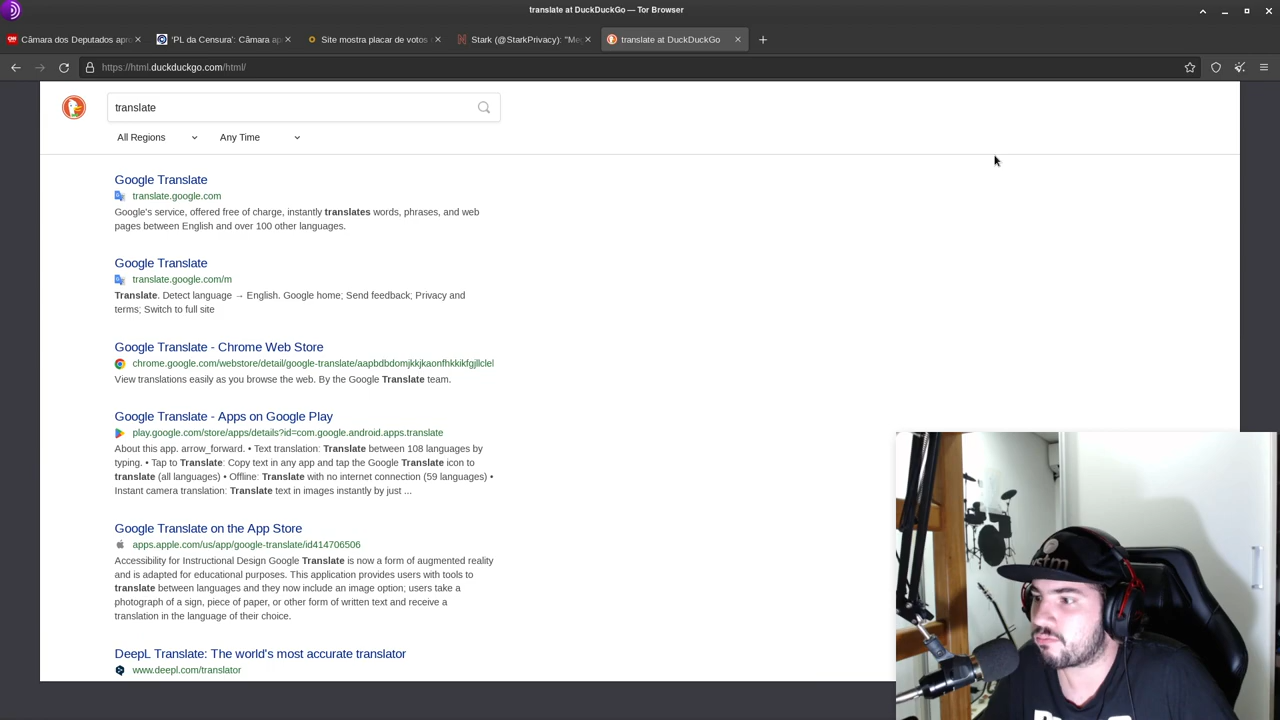 translate at DuckDuckGo — Tor Browser
Câmara dos Deputados apr
'PL da Censura': Câmara ap
Site mostra placar de votos
Stark (@StarkPrivacy): "Me
translate at DuckDuckGo
https://html.duckduckgo.com/html/
translate
All Regions
Any Time
Google Translate
translate.google.com
Google's service, offered free of charge, instantly translates words, phrases, and web
pages between English and over 100 other languages.
Google Translate
translate.google.com/m
Translate. Detect language → English. Google home; Send feedback; Privacy and
terms; Switch to full site
Google Translate - Chrome Web Store
chrome.google.com/webstore/detail/google-translate/aapbdbdomjkkjkaonfhkkikfgjllclel
View translations easily as you browse the web. By the Google Translate team.
Google Translate - Apps on Google Play
play.google.com/store/apps/details?id=com.google.android.apps.translate
About this app. arrow_forward. • Text translation: Translate between 108 languages by
typing. • Tap to Translate: Copy text in any app and tap the Google Translate icon to
translate (all languages) • Offline: Translate with no internet connection (59 languages) •
Instant camera translation: Translate text in images instantly by just ...
Google Translate on the App Store
apps.apple.com/us/app/google-translate/id414706506
Accessibility for Instructional Design Google Translate is now a form of augmented reality
and is adapted for educational purposes. This application provides users with tools to
translate between languages and they now include an image option; users take a
photograph of a sign, piece of paper, or other form of written text and receive a
translation in the language of their choice.
DeepL Translate: The world's most accurate translator
www.deepl.com/translator